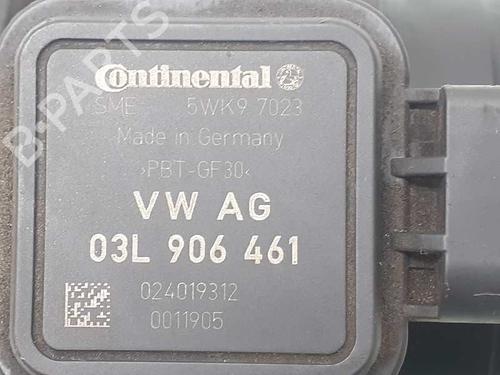 Continental
SME 5WK9 7023
Made in Germany
>PBT-GF30<
VW AG
03L 906 461
024019312
0011905
B-PARTS